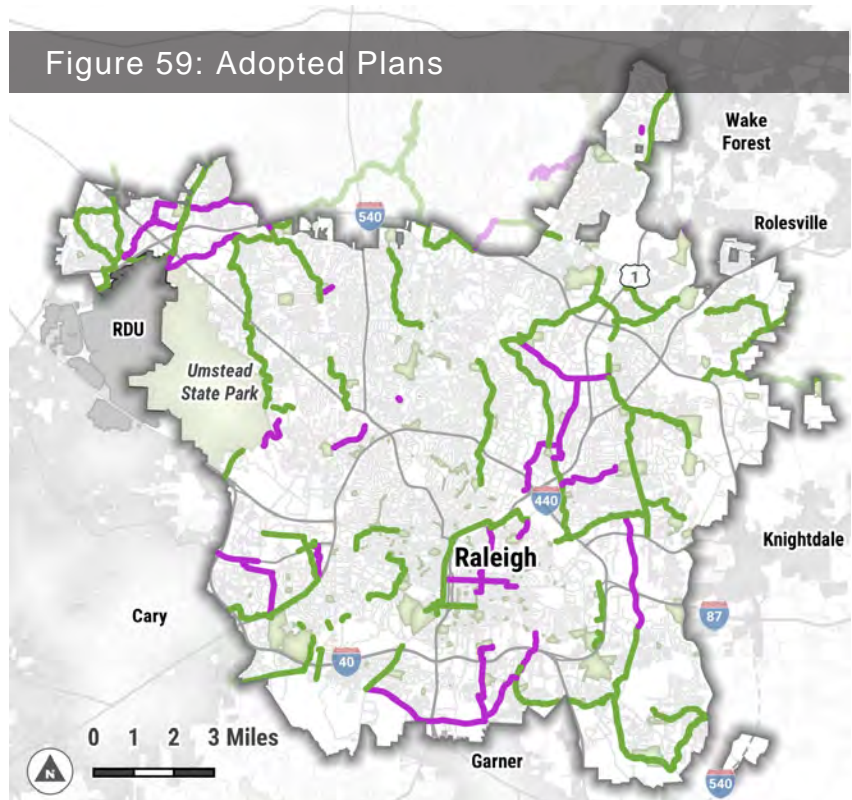 Figure 59: Adopted Plans
Wake
Forest
540
Rolesville
1
RDU
Umstead
State Park
440
Raleigh
Knightdale
Cary
87
40
0 1 2 3 Miles
Garner
N
540